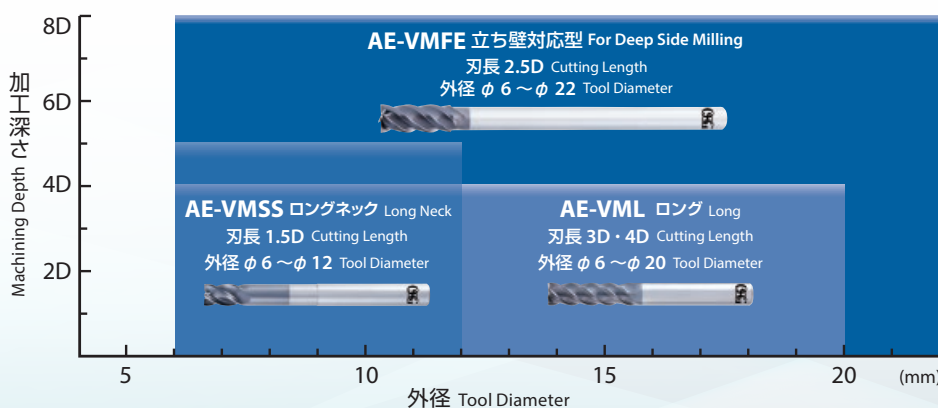 8D
6D
4D
2D
加工深さ
Machining Depth
AE-VMFE 立ち壁対応型 For Deep Side Milling
刃長 2.5D Cutting Length
外径 φ 6 ～φ 22 Tool Diameter
OSG
AE-VMSS ロングネック Long Neck
刃長 1.5D Cutting Length
外径 φ 6 ～φ 12 Tool Diameter
OSG
AE-VML ロング Long
刃長 3D・4D Cutting Length
外径 φ 6 ～φ 20 Tool Diameter
OSG
5 10 15 20 (mm)
外径 Tool Diameter